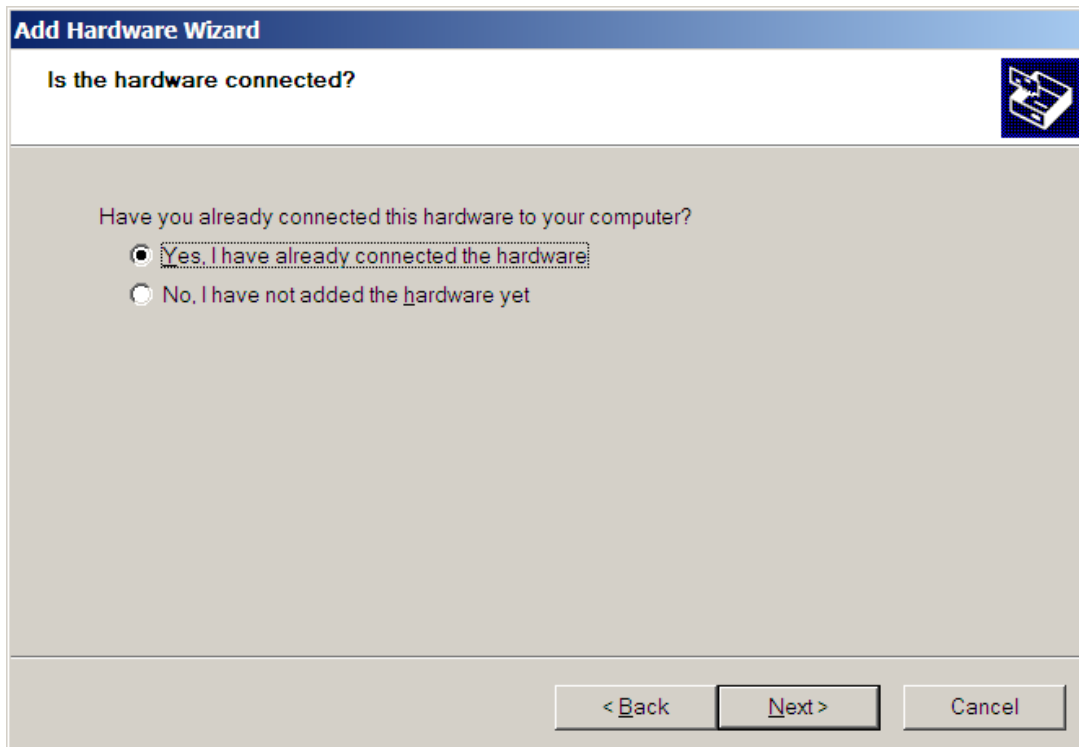 Add Hardware Wizard
Is the hardware connected?
Have you already connected this hardware to your computer?
Yes, I have already connected the hardware
No, I have not added the hardware yet
< Back
Next >
Cancel